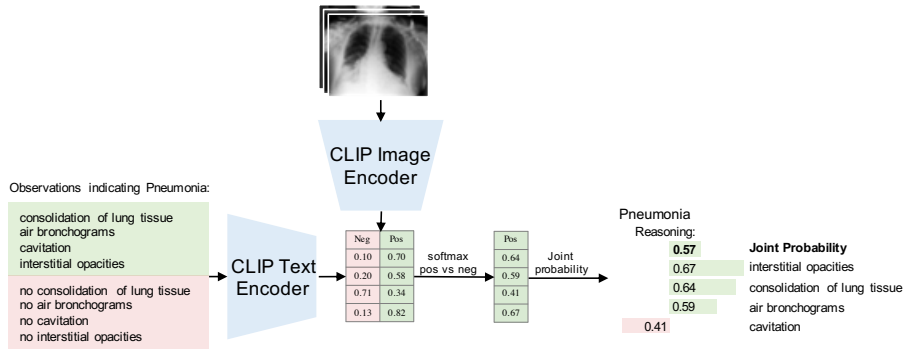 CLIP Image
Encoder
Observations indicating Pneumonia:
consolidation of lung tissue
air bronchograms
cavitation
interstitial opacities
no consolidation of lung tissue
no air bronchograms
no cavitation
no interstitial opacities
CLIP Text
Encoder
Neg Pos
0.10 0.70
0.20 0.58
0.71 0.34
0.13 0.82
softmax
pos vs neg
Pos
0.64
0.59
0.41
0.67
Joint
probability
Pneumonia
Reasoning:
0.57 Joint Probability
0.67 interstitial opacities
0.64 consolidation of lung tissue
0.59 air bronchograms
0.41 cavitation